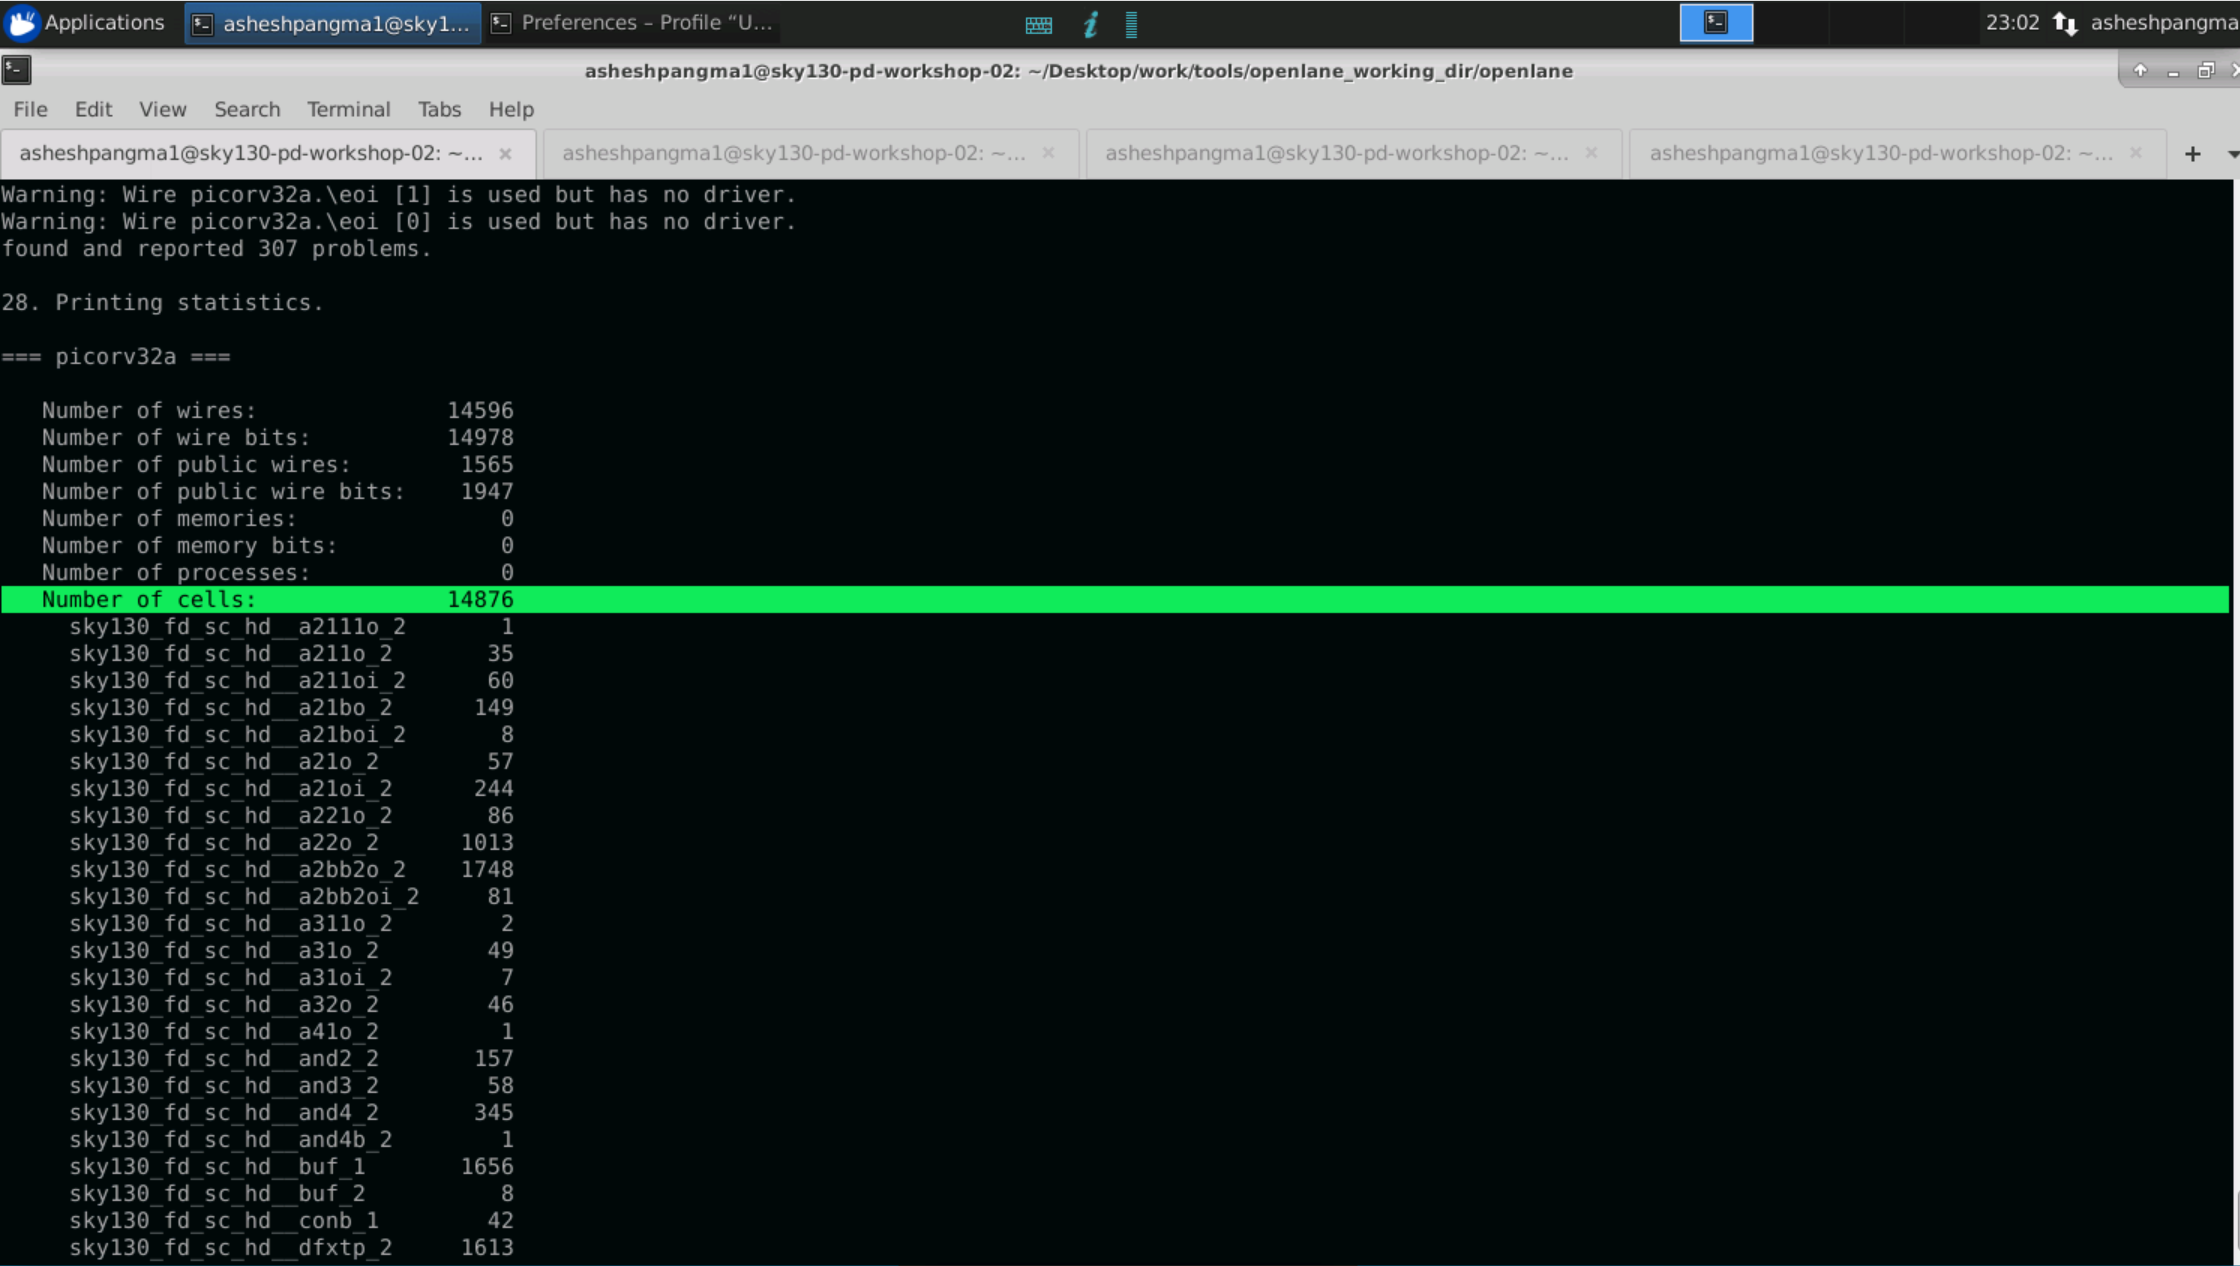 Applications asheshpangma1@sky1... Preferences – Profile “U... 23:02 asheshpangma
asheshpangma1@sky130-pd-workshop-02: ~/Desktop/work/tools/openlane_working_dir/openlane
File Edit View Search Terminal Tabs Help
asheshpangma1@sky130-pd-workshop-02: ~... asheshpangma1@sky130-pd-workshop-02: ~... asheshpangma1@sky130-pd-workshop-02: ~... asheshpangma1@sky130-pd-workshop-02: ~...
Warning: Wire picorv32a.\eoi [1] is used but has no driver.
Warning: Wire picorv32a.\eoi [0] is used but has no driver.
found and reported 307 problems.
28. Printing statistics.
=== picorv32a ===
Number of wires: 14596
Number of wire bits: 14978
Number of public wires: 1565
Number of public wire bits: 1947
Number of memories: 0
Number of memory bits: 0
Number of processes: 0
Number of cells: 14876
sky130_fd_sc_hd__a2111o_2 1
sky130_fd_sc_hd__a211o_2 35
sky130_fd_sc_hd__a211oi_2 60
sky130_fd_sc_hd__a21bo_2 149
sky130_fd_sc_hd__a21boi_2 8
sky130_fd_sc_hd__a21o_2 57
sky130_fd_sc_hd__a21oi_2 244
sky130_fd_sc_hd__a221o_2 86
sky130_fd_sc_hd__a22o_2 1013
sky130_fd_sc_hd__a2bb2o_2 1748
sky130_fd_sc_hd__a2bb2oi_2 81
sky130_fd_sc_hd__a311o_2 2
sky130_fd_sc_hd__a31o_2 49
sky130_fd_sc_hd__a31oi_2 7
sky130_fd_sc_hd__a32o_2 46
sky130_fd_sc_hd__a41o_2 1
sky130_fd_sc_hd__and2_2 157
sky130_fd_sc_hd__and3_2 58
sky130_fd_sc_hd__and4_2 345
sky130_fd_sc_hd__and4b_2 1
sky130_fd_sc_hd__buf_1 1656
sky130_fd_sc_hd__buf_2 8
sky130_fd_sc_hd__conb_1 42
sky130_fd_sc_hd__dfxtp_2 1613